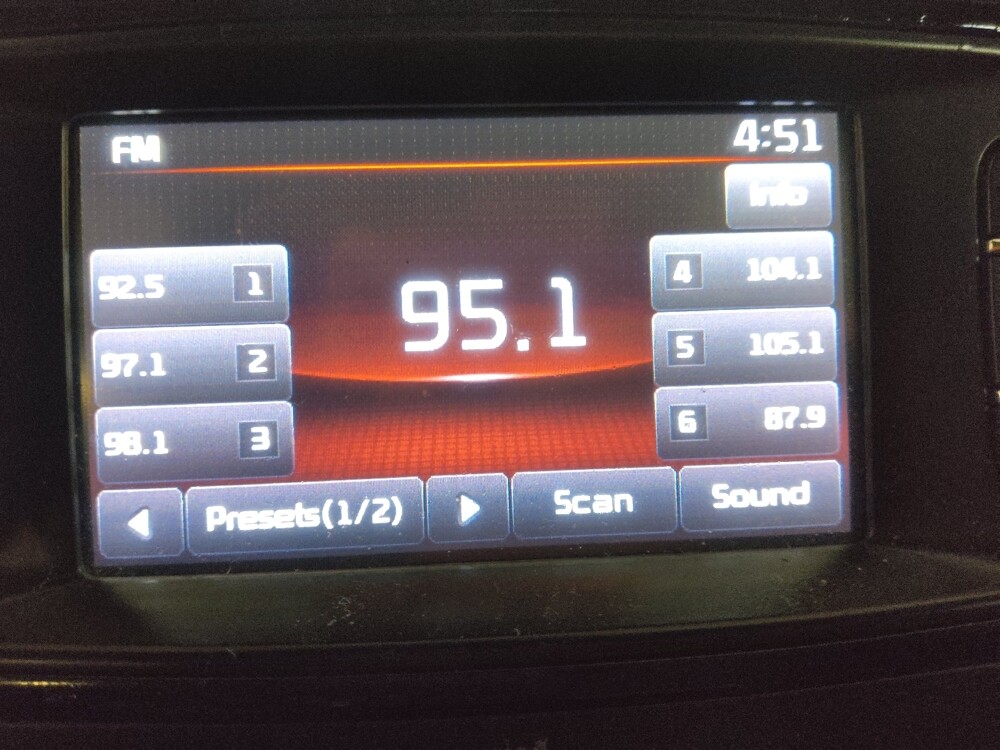 FM 4:51
Info
92.5 1
97.1 2
98.1 3
95.1
4 104.1
5 105.1
6 87.9
Presets(1/2) Scan Sound